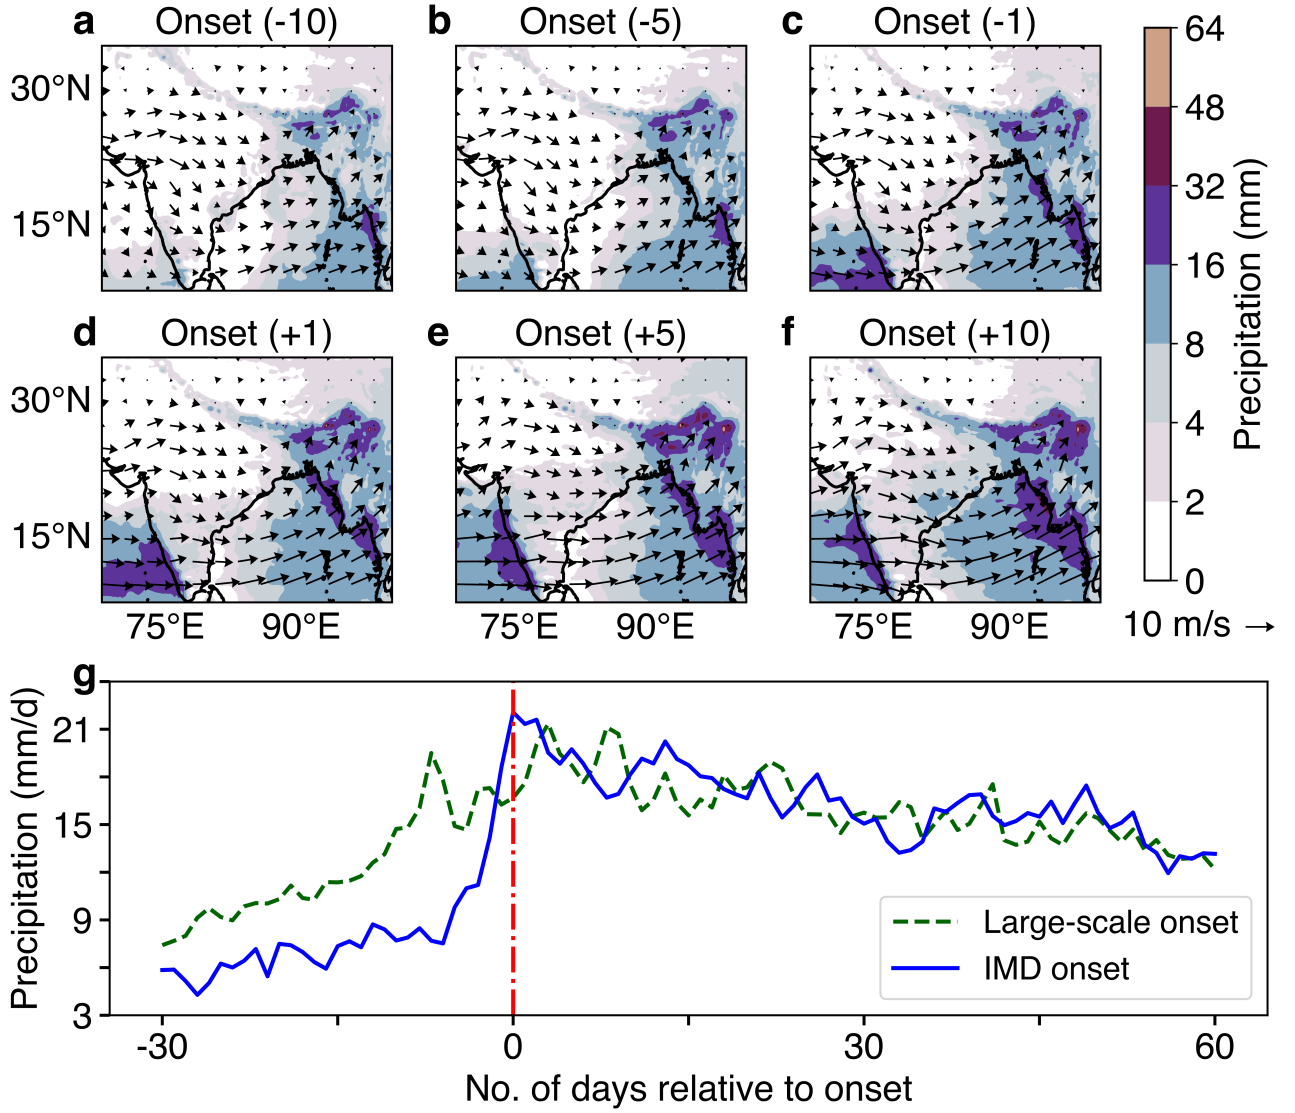 a Onset (-10)
b Onset (-5)
c Onset (-1)
30°N
15°N
d Onset (+1)
e Onset (+5)
f Onset (+10)
30°N
15°N
75°E 90°E
75°E 90°E
75°E 90°E
64
48
32
16
8
4
2
0
Precipitation (mm)
10 m/s
g
Precipitation (mm/d)
21
15
9
3
Large-scale onset
IMD onset
-30 0 30 60
No. of days relative to onset